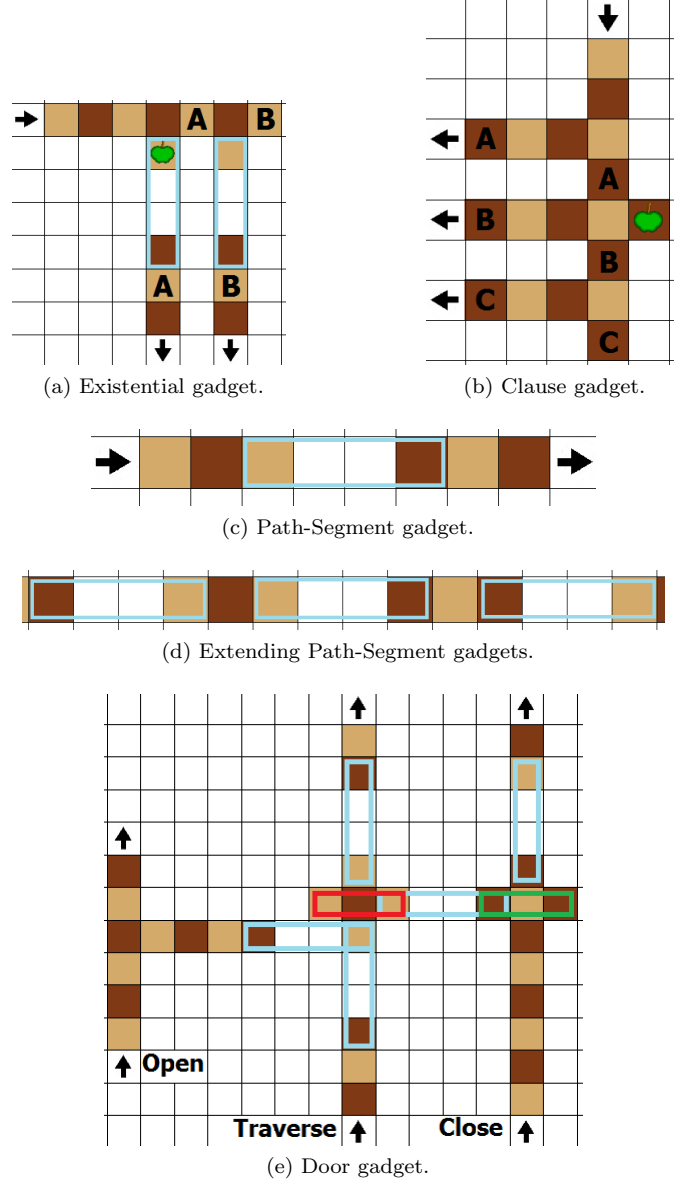 A B
A B
(a) Existential gadget.
A
A
B
B
C
C
(b) Clause gadget.
(c) Path-Segment gadget.
(d) Extending Path-Segment gadgets.
Open
Traverse Close
(e) Door gadget.